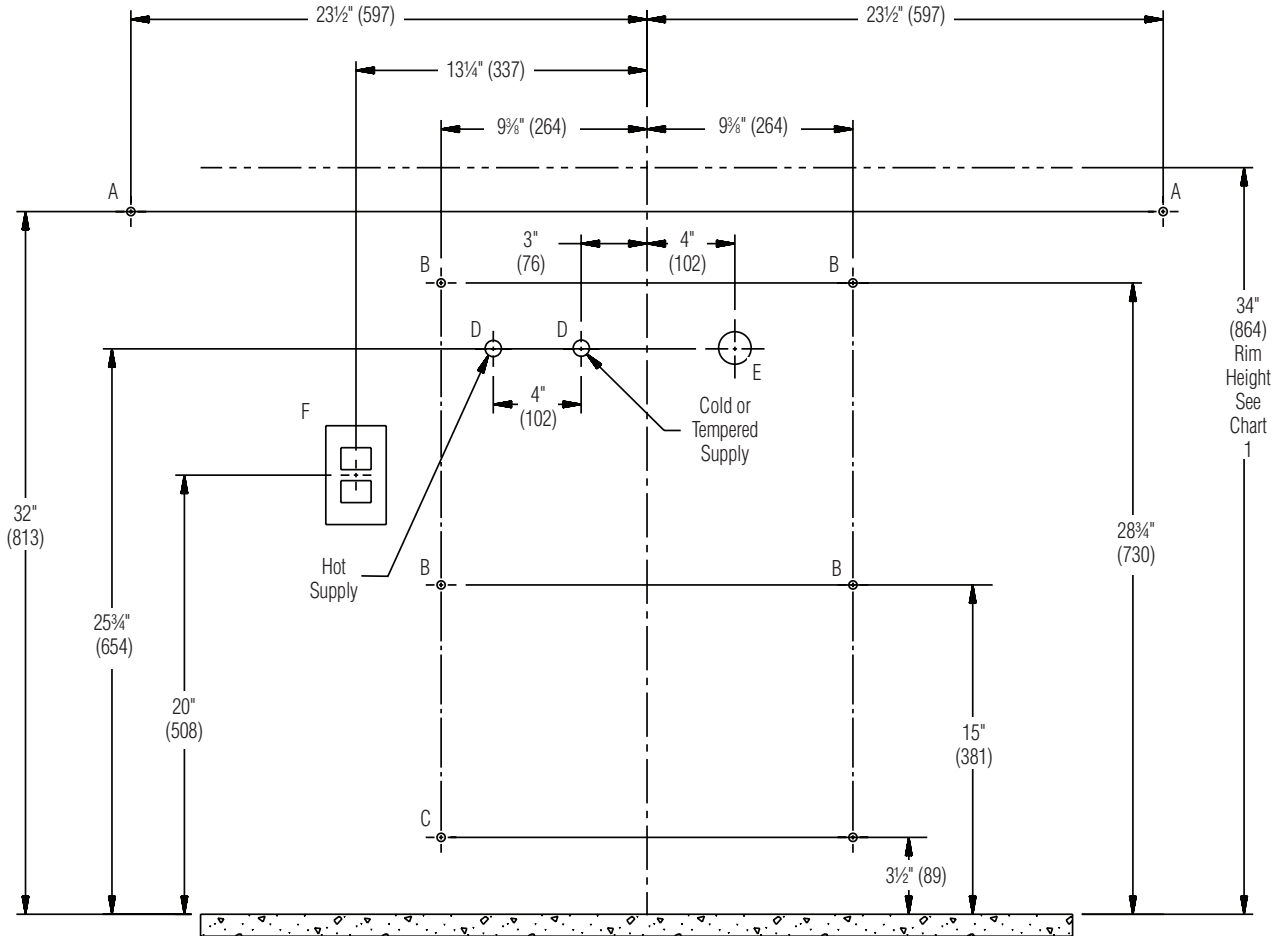 23½" (597)
23½" (597)
13¼" (337)
9⅜" (264)
9⅜" (264)
A
A
3"
(76)
4"
(102)
B
B
D
D
E
4"
(102)
Cold or
Tempered
Supply
34"
(864)
Rim
Height
See
Chart
1
F
32"
(813)
28¾"
(730)
Hot
Supply
B
B
25¾"
(654)
20"
(508)
15"
(381)
C
3½" (89)